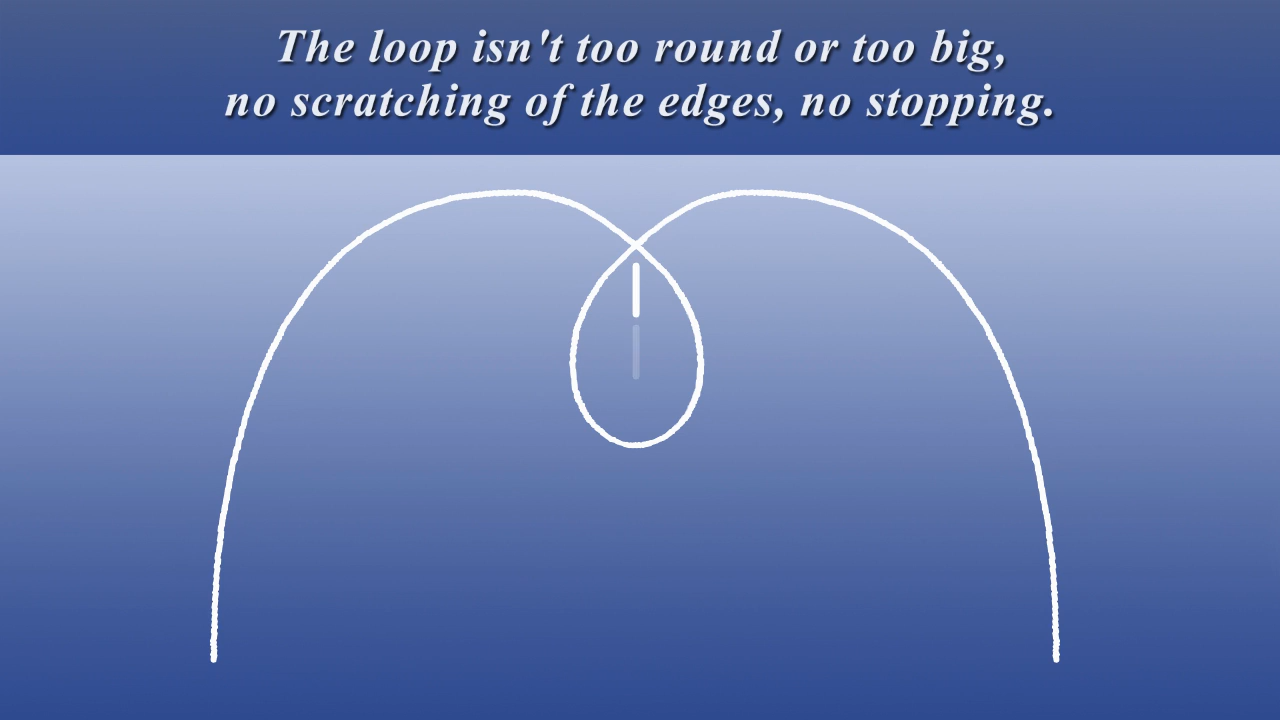 The loop isn't too round or too big,
no scratching of the edges, no stopping.